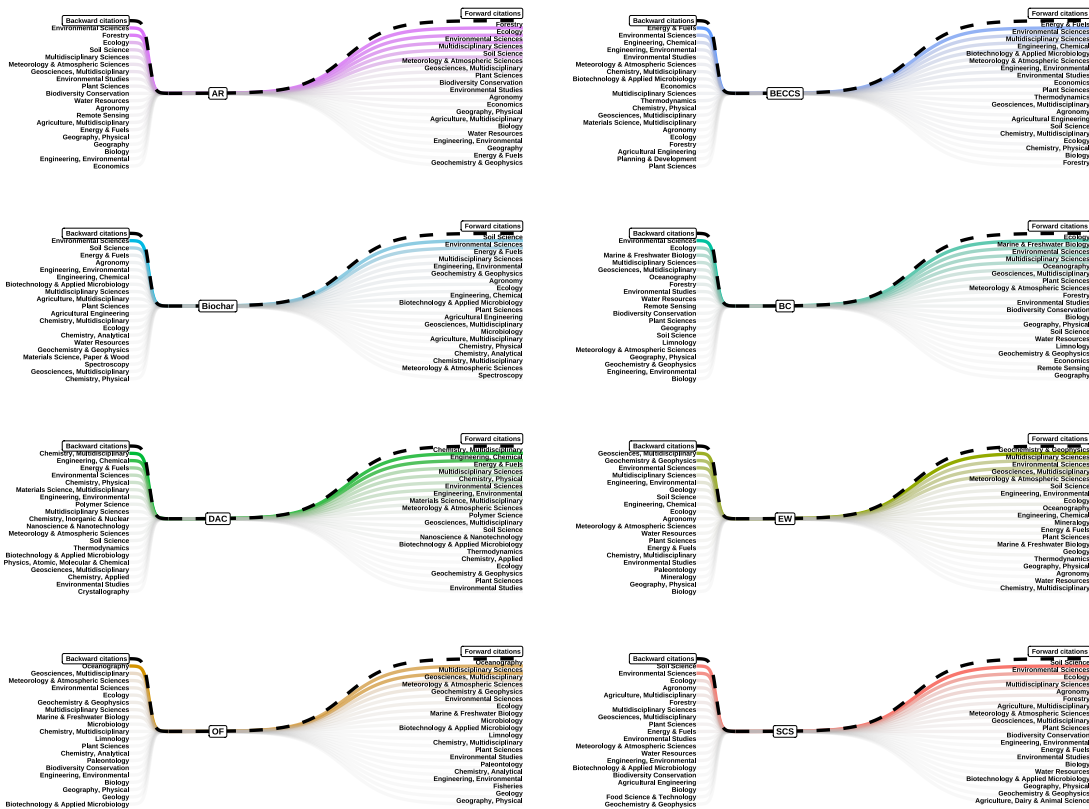 Backward citations
Environmental Sciences
Forestry
Ecology
Soil Science
Multidisciplinary Sciences
Meteorology & Atmospheric Sciences
Geosciences, Multidisciplinary
Environmental Studies
Plant Sciences
Biodiversity Conservation
Water Resources
Agronomy
Remote Sensing
Agriculture, Multidisciplinary
Energy & Fuels
Geography, Physical
Geography
Biology
Engineering, Environmental
Economics
AR
Forward citations
Forestry
Ecology
Environmental Sciences
Multidisciplinary Sciences
Soil Science
Meteorology & Atmospheric Sciences
Geosciences, Multidisciplinary
Plant Sciences
Biodiversity Conservation
Environmental Studies
Agronomy
Economics
Geography, Physical
Agriculture, Multidisciplinary
Biology
Water Resources
Engineering, Environmental
Geography
Energy & Fuels
Geochemistry & Geophysics
Backward citations
Energy & Fuels
Environmental Sciences
Engineering, Chemical
Engineering, Environmental
Environmental Studies
Meteorology & Atmospheric Sciences
Chemistry, Multidisciplinary
Biotechnology & Applied Microbiology
Economics
Multidisciplinary Sciences
Thermodynamics
Chemistry, Physical
Geosciences, Multidisciplinary
Materials Science, Multidisciplinary
Agronomy
Ecology
Forestry
Agricultural Engineering
Planning & Development
Plant Sciences
BECCS
Forward citations
Energy & Fuels
Environmental Sciences
Multidisciplinary Sciences
Engineering, Chemical
Biotechnology & Applied Microbiology
Meteorology & Atmospheric Sciences
Engineering, Environmental
Environmental Studies
Economics
Plant Sciences
Thermodynamics
Geosciences, Multidisciplinary
Agronomy
Agricultural Engineering
Soil Science
Chemistry, Multidisciplinary
Ecology
Chemistry, Physical
Biology
Forestry
Backward citations
Environmental Sciences
Soil Science
Energy & Fuels
Agronomy
Engineering, Environmental
Engineering, Chemical
Biotechnology & Applied Microbiology
Multidisciplinary Sciences
Agriculture, Multidisciplinary
Plant Sciences
Agricultural Engineering
Chemistry, Multidisciplinary
Ecology
Chemistry, Analytical
Water Resources
Geochemistry & Geophysics
Materials Science, Paper & Wood
Spectroscopy
Geosciences, Multidisciplinary
Chemistry, Physical
Biochar
Forward citations
Soil Science
Environmental Sciences
Energy & Fuels
Multidisciplinary Sciences
Engineering, Environmental
Geochemistry & Geophysics
Agronomy
Ecology
Engineering, Chemical
Biotechnology & Applied Microbiology
Plant Sciences
Agricultural Engineering
Geosciences, Multidisciplinary
Microbiology
Agriculture, Multidisciplinary
Chemistry, Physical
Chemistry, Analytical
Chemistry, Multidisciplinary
Meteorology & Atmospheric Sciences
Spectroscopy
Backward citations
Environmental Sciences
Ecology
Marine & Freshwater Biology
Multidisciplinary Sciences
Geosciences, Multidisciplinary
Oceanography
Forestry
Environmental Studies
Water Resources
Remote Sensing
Biodiversity Conservation
Plant Sciences
Geography
Soil Science
Limnology
Meteorology & Atmospheric Sciences
Geography, Physical
Geochemistry & Geophysics
Engineering, Environmental
Biology
BC
Forward citations
Ecology
Marine & Freshwater Biology
Environmental Sciences
Multidisciplinary Sciences
Oceanography
Geosciences, Multidisciplinary
Plant Sciences
Meteorology & Atmospheric Sciences
Forestry
Environmental Studies
Biodiversity Conservation
Biology
Geography, Physical
Soil Science
Water Resources
Limnology
Geochemistry & Geophysics
Economics
Remote Sensing
Geography
Backward citations
Chemistry, Multidisciplinary
Engineering, Chemical
Energy & Fuels
Environmental Sciences
Chemistry, Physical
Materials Science, Multidisciplinary
Engineering, Environmental
Polymer Science
Multidisciplinary Sciences
Chemistry, Inorganic & Nuclear
Nanoscience & Nanotechnology
Meteorology & Atmospheric Sciences
Soil Science
Thermodynamics
Biotechnology & Applied Microbiology
Physics, Atomic, Molecular & Chemical
Geosciences, Multidisciplinary
Chemistry, Applied
Environmental Studies
Crystallography
DAC
Forward citations
Chemistry, Multidisciplinary
Engineering, Chemical
Energy & Fuels
Multidisciplinary Sciences
Chemistry, Physical
Environmental Sciences
Engineering, Environmental
Materials Science, Multidisciplinary
Meteorology & Atmospheric Sciences
Polymer Science
Geosciences, Multidisciplinary
Soil Science
Nanoscience & Nanotechnology
Biotechnology & Applied Microbiology
Thermodynamics
Chemistry, Applied
Ecology
Geochemistry & Geophysics
Plant Sciences
Environmental Studies
Backward citations
Geosciences, Multidisciplinary
Geochemistry & Geophysics
Environmental Sciences
Multidisciplinary Sciences
Engineering, Environmental
Geology
Soil Science
Engineering, Chemical
Ecology
Agronomy
Meteorology & Atmospheric Sciences
Water Resources
Plant Sciences
Energy & Fuels
Chemistry, Multidisciplinary
Environmental Studies
Paleontology
Mineralogy
Geography, Physical
Biology
EW
Forward citations
Geochemistry & Geophysics
Multidisciplinary Sciences
Environmental Sciences
Geosciences, Multidisciplinary
Meteorology & Atmospheric Sciences
Soil Science
Engineering, Environmental
Ecology
Oceanography
Engineering, Chemical
Mineralogy
Energy & Fuels
Plant Sciences
Marine & Freshwater Biology
Geology
Thermodynamics
Geography, Physical
Agronomy
Water Resources
Chemistry, Multidisciplinary
Backward citations
Oceanography
Geosciences, Multidisciplinary
Meteorology & Atmospheric Sciences
Environmental Sciences
Ecology
Geochemistry & Geophysics
Multidisciplinary Sciences
Marine & Freshwater Biology
Microbiology
Chemistry, Multidisciplinary
Limnology
Plant Sciences
Chemistry, Analytical
Paleontology
Biodiversity Conservation
Engineering, Environmental
Biology
Geography, Physical
Geology
Biotechnology & Applied Microbiology
OF
Forward citations
Oceanography
Multidisciplinary Sciences
Geosciences, Multidisciplinary
Meteorology & Atmospheric Sciences
Geochemistry & Geophysics
Environmental Sciences
Ecology
Marine & Freshwater Biology
Microbiology
Biotechnology & Applied Microbiology
Limnology
Chemistry, Multidisciplinary
Plant Sciences
Environmental Studies
Paleontology
Chemistry, Analytical
Engineering, Environmental
Fisheries
Geology
Geography, Physical
Backward citations
Soil Science
Environmental Sciences
Ecology
Agronomy
Agriculture, Multidisciplinary
Forestry
Multidisciplinary Sciences
Geosciences, Multidisciplinary
Plant Sciences
Energy & Fuels
Environmental Studies
Meteorology & Atmospheric Sciences
Water Resources
Engineering, Environmental
Biotechnology & Applied Microbiology
Biodiversity Conservation
Agricultural Engineering
Biology
Food Science & Technology
Geochemistry & Geophysics
SCS
Forward citations
Soil Science
Environmental Sciences
Ecology
Multidisciplinary Sciences
Agronomy
Forestry
Agriculture, Multidisciplinary
Meteorology & Atmospheric Sciences
Geosciences, Multidisciplinary
Plant Sciences
Biodiversity Conservation
Engineering, Environmental
Energy & Fuels
Environmental Studies
Biology
Water Resources
Biotechnology & Applied Microbiology
Geography, Physical
Geochemistry & Geophysics
Agriculture, Dairy & Animal Science